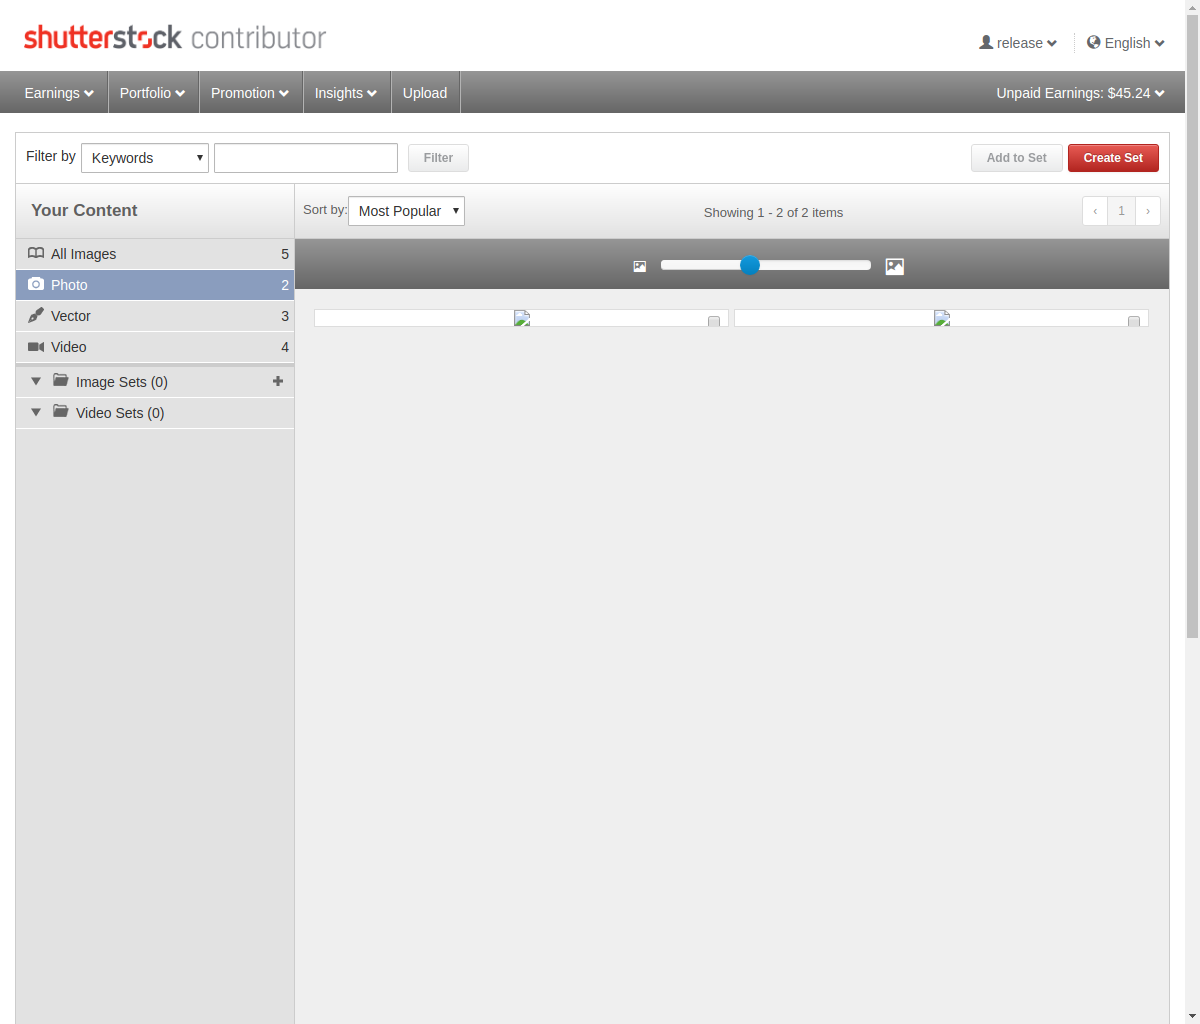 shutterstock contributor
release
English
Earnings
Portfolio
Promotion
Insights
Upload
Unpaid Earnings: $45.24
Filter by
Keywords
Filter
Add to Set
Create Set
Your Content
Sort by:
Most Popular
Showing 1 - 2 of 2 items
‹ 1 ›
All Images 5
Photo 2
Vector 3
Video 4
Image Sets (0)
Video Sets (0)